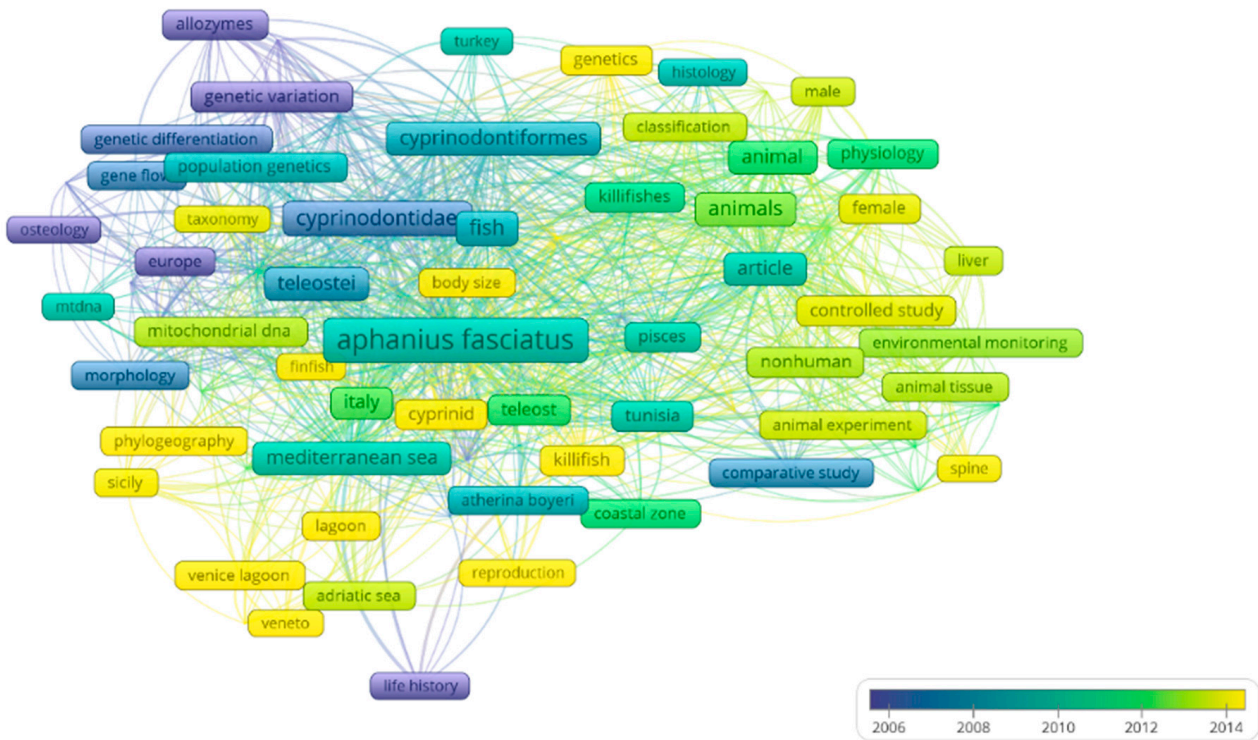 allozymes
turkey
genetics
histology
male
genetic variation
classification
genetic differentiation
cyprinodontiformes
animal
physiology
gene flow
population genetics
killifishes
animals
female
taxonomy
cyprinodontidae
fish
osteology
europe
liver
teleostei
body size
article
mtdna
controlled study
mitochondrial dna
aphanius fasciatus
pisces
environmental monitoring
finfish
nonhuman
morphology
animal tissue
italy
cyprinid
teleost
tunisia
animal experiment
phylogeography
mediterranean sea
killifish
comparative study
spine
sicily
atherina boyeri
coastal zone
lagoon
venice lagoon
reproduction
adriatic sea
veneto
life history
2006 2008 2010 2012 2014